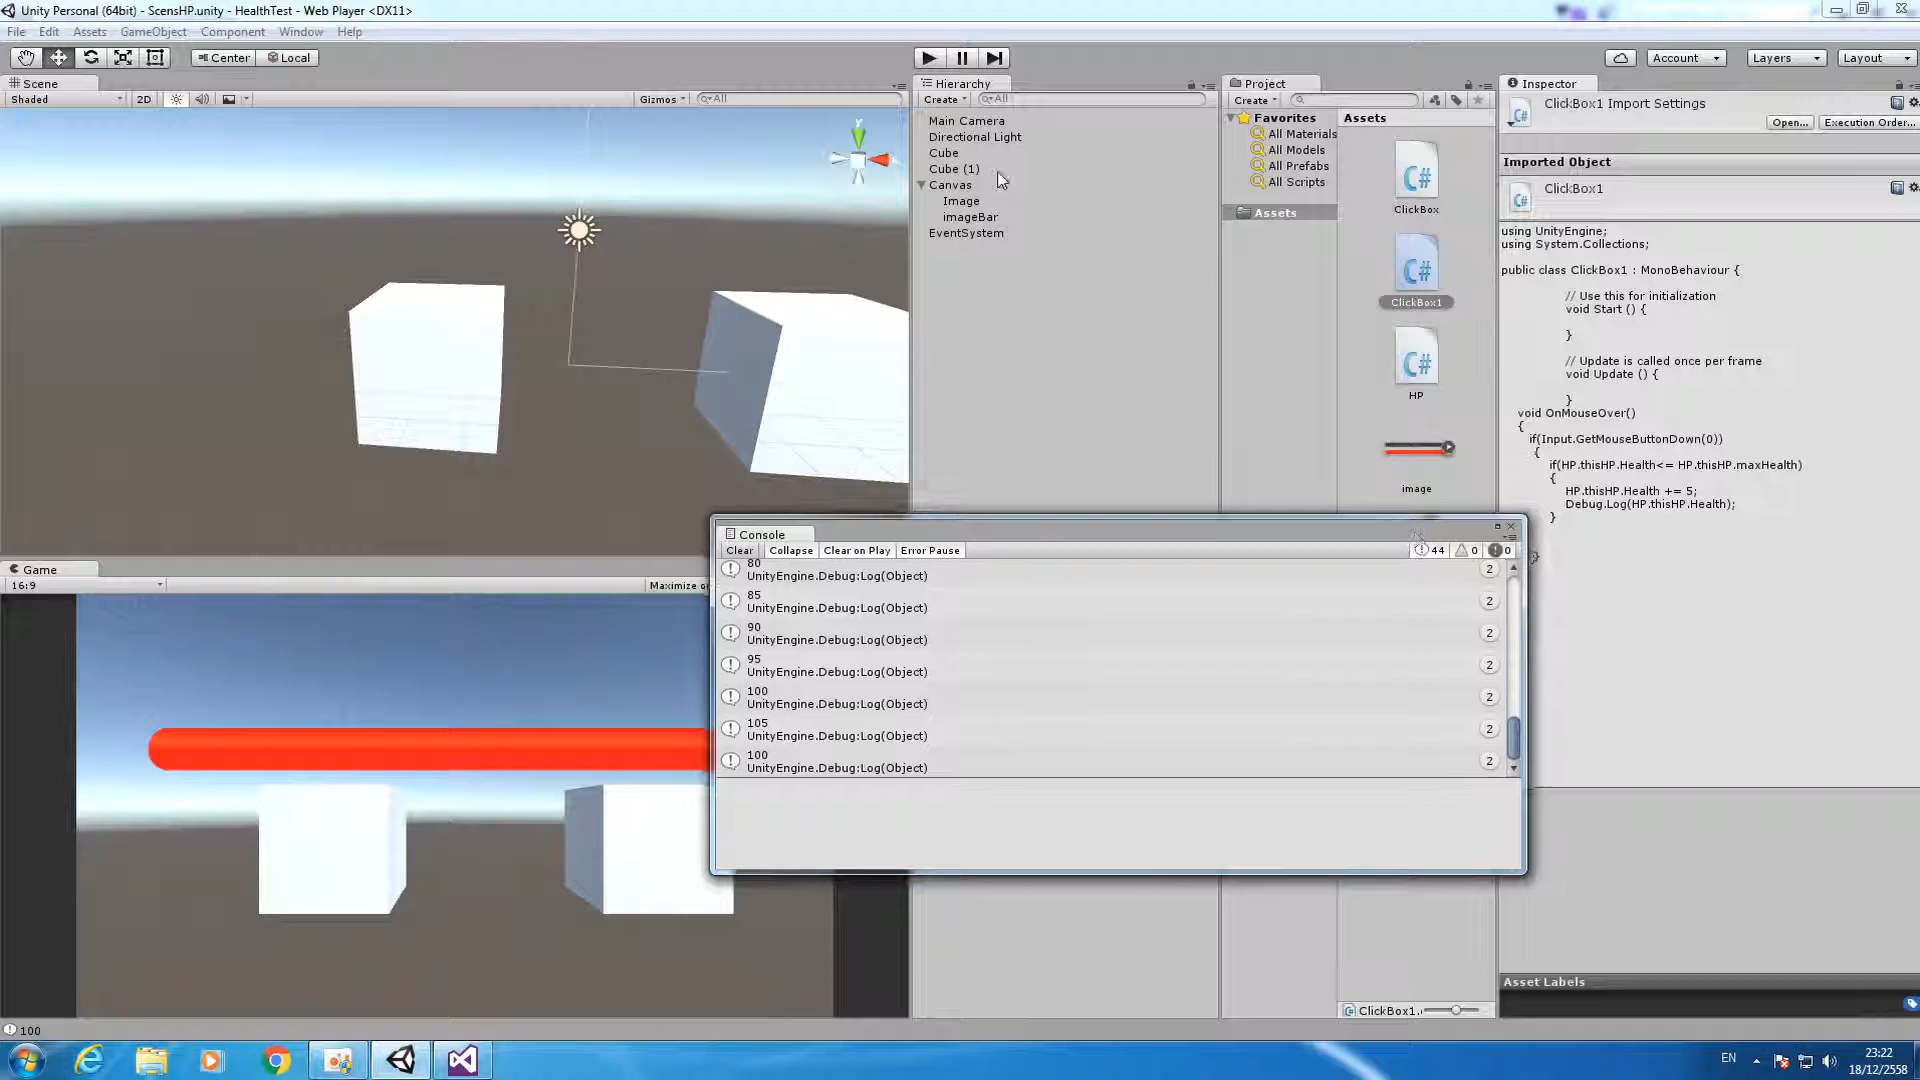 Unity Personal (64bit) - ScensHP.unity - HealthTest - Web Player <DX11>
File Edit Assets GameObject Component Window Help
Center Local
Account Layers Layout
Scene
Shaded 2D Gizmos All
Hierarchy
Create All
Main Camera
Directional Light
Cube
Cube (1)
Canvas
Image
imageBar
EventSystem
Project
Create
Favorites
All Materials
All Models
All Prefabs
All Scripts
Assets
Assets
C#
ClickBox
C#
ClickBox1
C#
HP
image
ClickBox1.
Inspector
ClickBox1 Import Settings
C#
Open... Execution Order...
Imported Object
ClickBox1
using UnityEngine;
using System.Collections;
public class ClickBox1 : MonoBehaviour {
// Use this for initialization
void Start () {
}
// Update is called once per frame
void Update () {
}
void OnMouseOver()
{
if(Input.GetMouseButtonDown(0))
{
if(HP.thisHP.Health<= HP.thisHP.maxHealth)
{
HP.thisHP.Health += 5;
Debug.Log(HP.thisHP.Health);
}
}
Asset Labels
Console
Clear Collapse Clear on Play Error Pause 44 0 0
80
UnityEngine.Debug:Log(Object) 2
85
UnityEngine.Debug:Log(Object) 2
90
UnityEngine.Debug:Log(Object) 2
95
UnityEngine.Debug:Log(Object) 2
100
UnityEngine.Debug:Log(Object) 2
105
UnityEngine.Debug:Log(Object) 2
100
UnityEngine.Debug:Log(Object) 2
Game
16:9 Maximize o
100
EN
23:22
18/12/2558